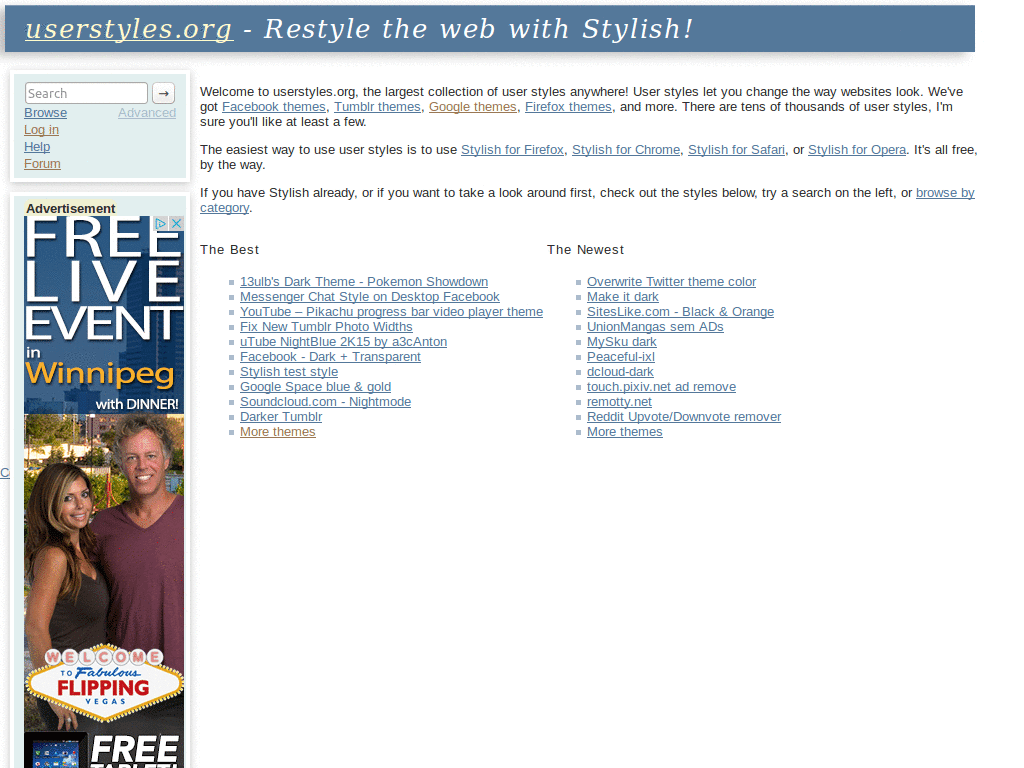 userstyles.org - Restyle the web with Stylish!
Search →
Browse Advanced
Log in
Help
Forum
Advertisement
FREE
LIVE
EVENT
in
Winnipeg
with DINNER!
WELCOME
TO Fabulous
FLIPPING
VEGAS
FREE
TABLET!
C
Welcome to userstyles.org, the largest collection of user styles anywhere! User styles let you change the way websites look. We've
got Facebook themes, Tumblr themes, Google themes, Firefox themes, and more. There are tens of thousands of user styles, I'm
sure you'll like at least a few.
The easiest way to use user styles is to use Stylish for Firefox, Stylish for Chrome, Stylish for Safari, or Stylish for Opera. It's all free,
by the way.
If you have Stylish already, or if you want to take a look around first, check out the styles below, try a search on the left, or browse by
category.
The Best
13ulb's Dark Theme - Pokemon Showdown
Messenger Chat Style on Desktop Facebook
YouTube – Pikachu progress bar video player theme
Fix New Tumblr Photo Widths
uTube NightBlue 2K15 by a3cAnton
Facebook - Dark + Transparent
Stylish test style
Google Space blue & gold
Soundcloud.com - Nightmode
Darker Tumblr
More themes
The Newest
Overwrite Twitter theme color
Make it dark
SitesLike.com - Black & Orange
UnionMangas sem ADs
MySku dark
Peaceful-ixl
dcloud-dark
touch.pixiv.net ad remove
remotty.net
Reddit Upvote/Downvote remover
More themes